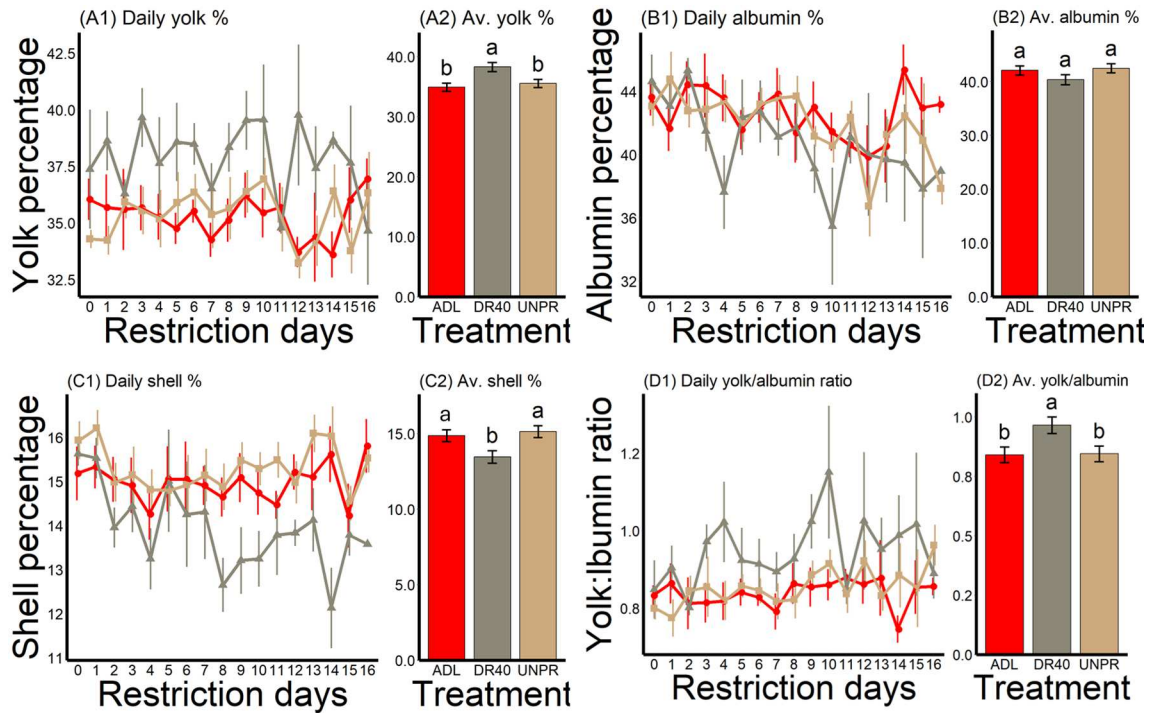 (A1) Daily yolk %
Yolk percentage
42.5
40.0
37.5
35.0
32.5
0 1 2 3 4 5 6 7 8 9 10 11 12 13 14 15 16
Restriction days
(A2) Av. yolk %
40.0
30.0
20.0
10.0
0.0
b a b
ADL DR40 UNPR
Treatment
(B1) Daily albumin %
Albumin percentage
44
40
36
32
0 1 2 3 4 5 6 7 8 9 10 11 12 13 14 15 16
Restriction days
(B2) Av. albumin %
40.0
30.0
20.0
10.0
0.0
a a a
ADL DR40 UNPR
Treatment
(C1) Daily shell %
Shell percentage
16
15
14
13
12
11
0 1 2 3 4 5 6 7 8 9 10 11 12 13 14 15 16
Restriction days
(C2) Av. shell %
15.0
10.0
5.0
0.0
a b a
ADL DR40 UNPR
Treatment
(D1) Daily yolk/albumin ratio
Yolk:lbumin ratio
1.2
1.0
0.8
0 1 2 3 4 5 6 7 8 9 10 11 12 13 14 15 16
Restriction days
(D2) Av. yolk/albumin
1.0
0.8
0.5
0.2
0.0
b a b
ADL DR40 UNPR
Treatment